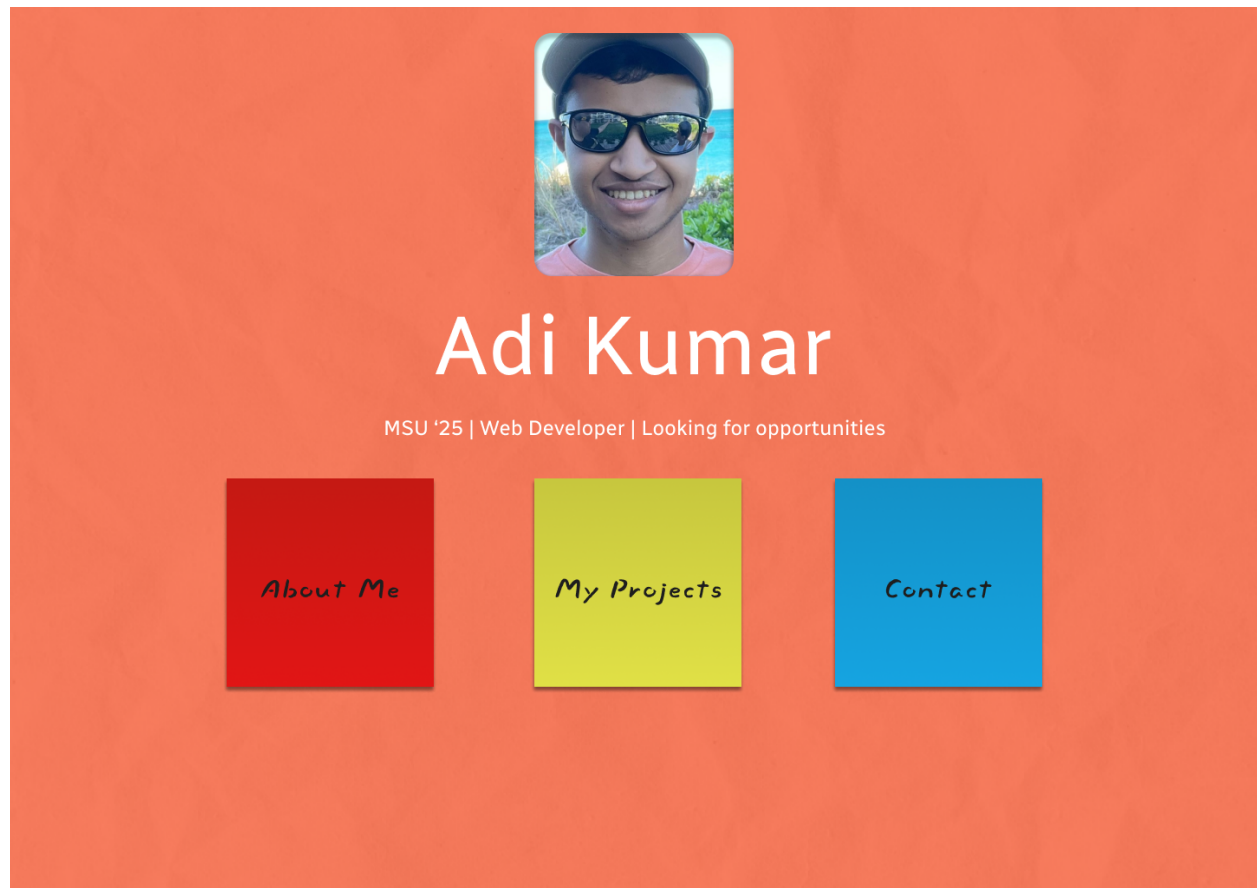 Adi Kumar
MSU ‘25 | Web Developer | Looking for opportunities
About Me
My Projects
Contact